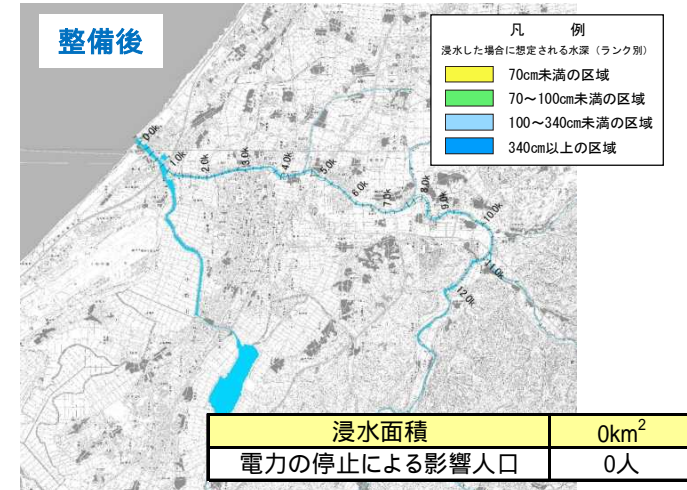 整備後
凡　例
浸水した場合に想定される水深（ランク別）
70cm未満の区域
70～100cm未満の区域
100～340cm未満の区域
340cm以上の区域
0.0k
1.0k
2.0k
3.0k
4.0k
5.0k
6.0k
7.0k
8.0k
9.0k
10.0k
11.0k
12.0k
浸水面積 0km²
電力の停止による影響人口 0人